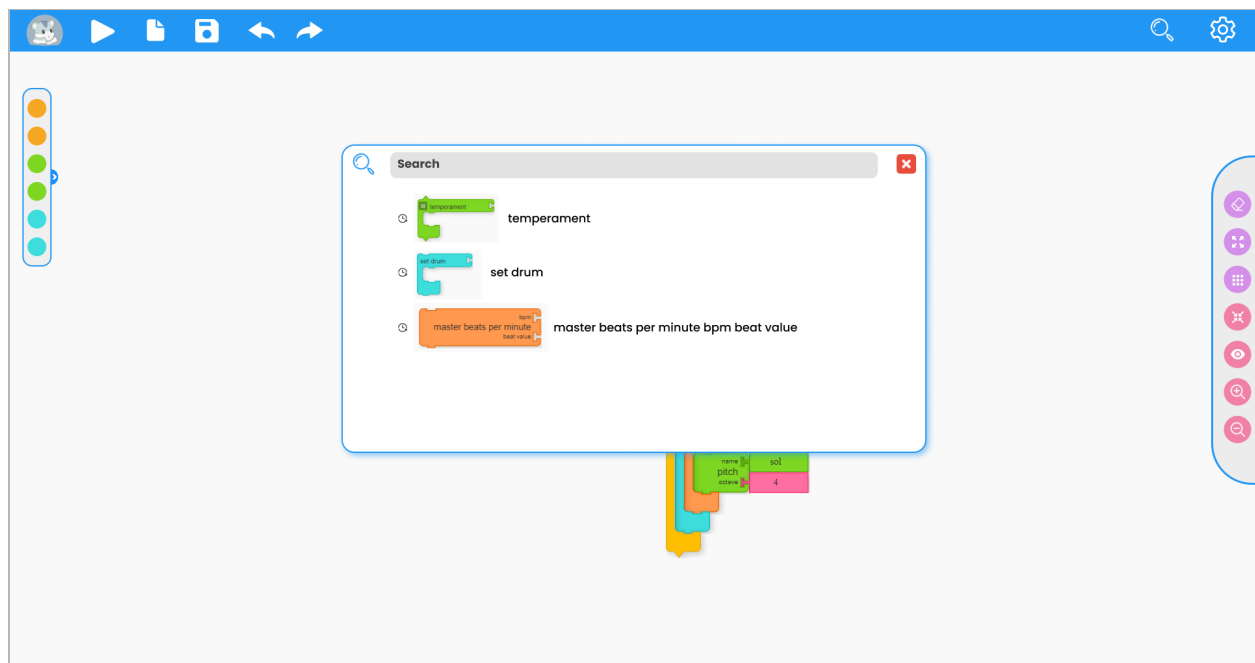 Search
temperament
temperament
set drum
set drum
bpm
master beats per minute
beat value
master beats per minute bpm beat value
name
sol
pitch
octave
4